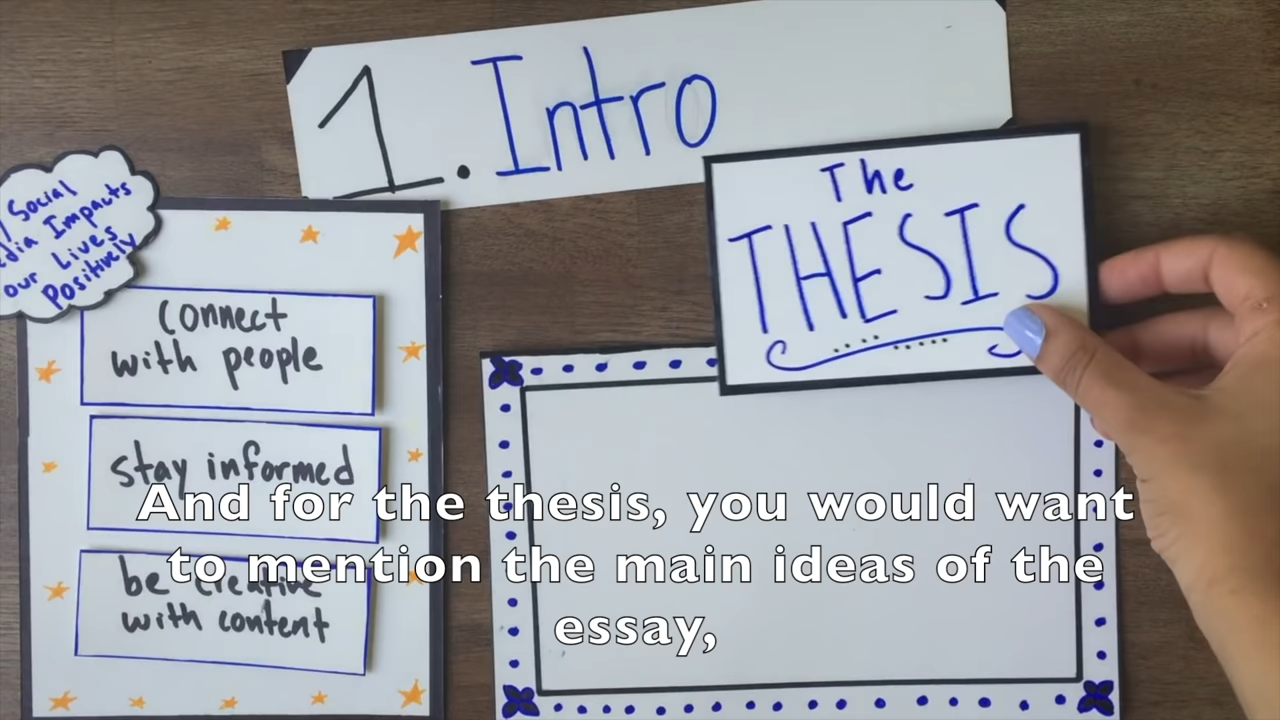 1. Intro
The
THESIS
Social
Impacts
our Lives
Positively
connect
with people
stay informed
be creative
with content
And for the thesis, you would want
to mention the main ideas of the
essay,